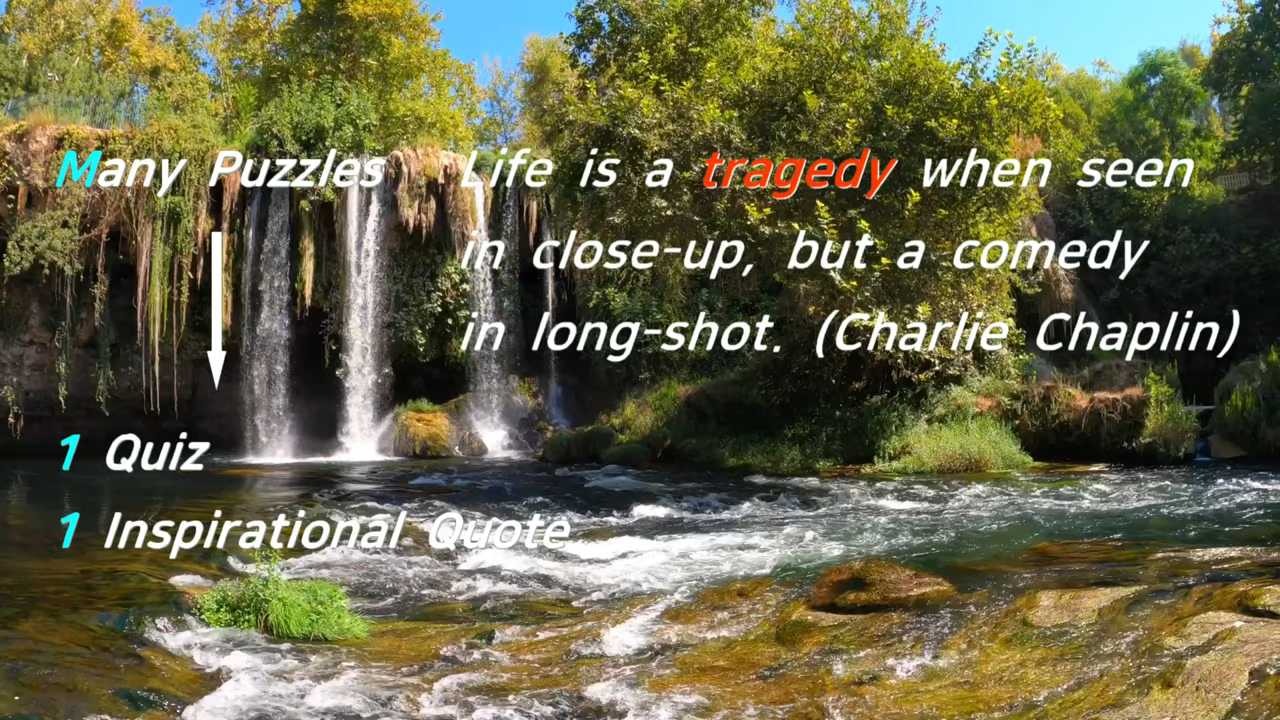 Many Puzzles
1 Quiz
1 Inspirational Quote
Life is a tragedy when seen
in close-up, but a comedy
in long-shot. (Charlie Chaplin)